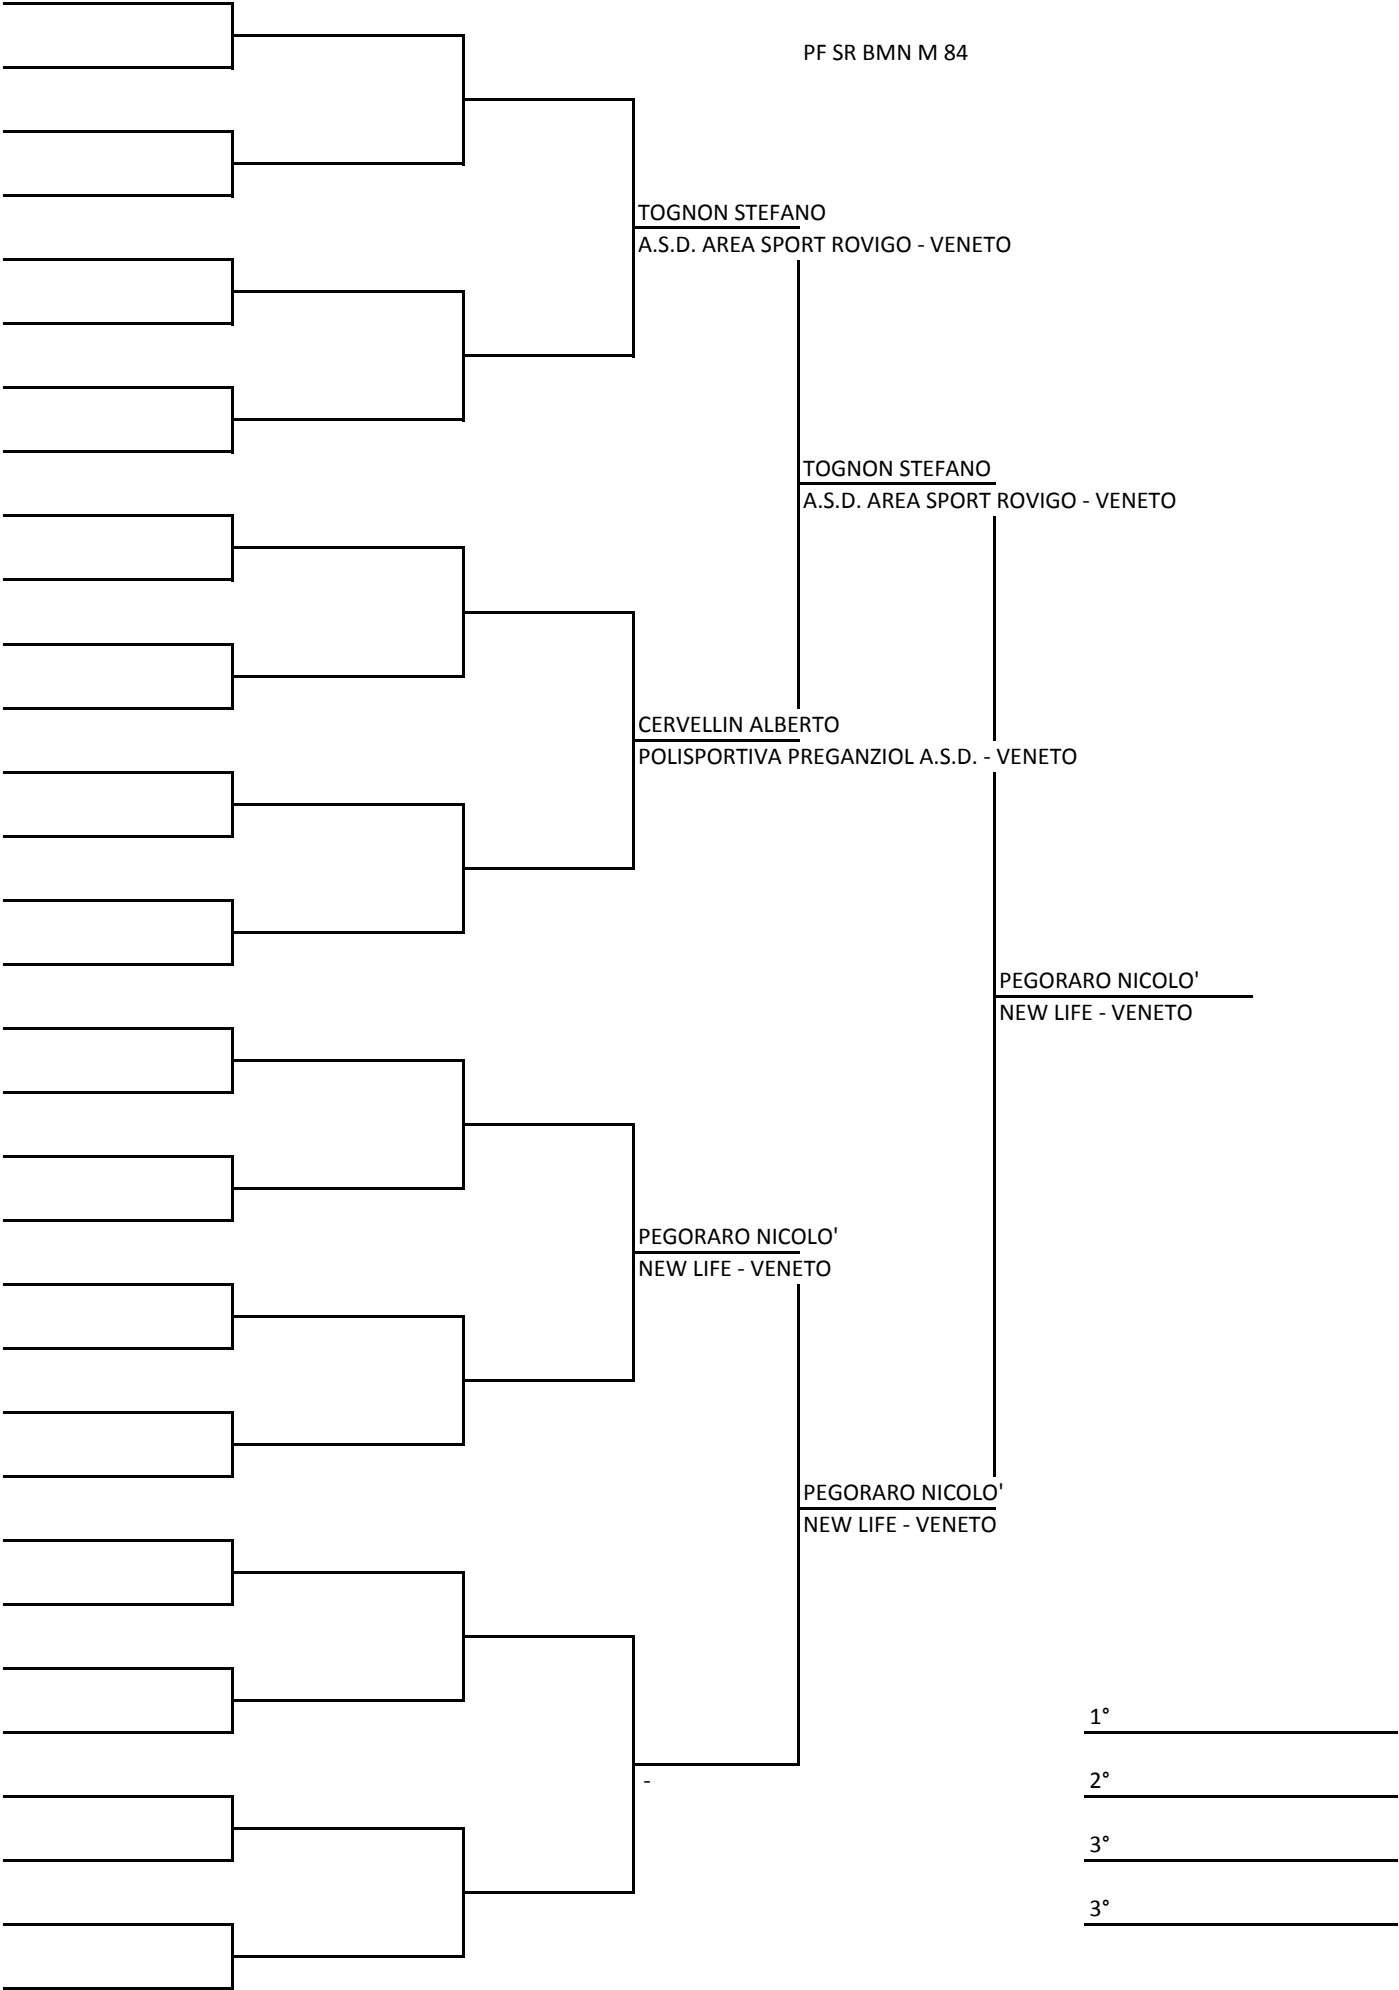 PF SR BMN M 84
TOGNON STEFANO
A.S.D. AREA SPORT ROVIGO - VENETO
TOGNON STEFANO
A.S.D. AREA SPORT ROVIGO - VENETO
CERVELLIN ALBERTO
POLISPORTIVA PREGANZIOL A.S.D. - VENETO
PEGORARO NICOLO'
NEW LIFE - VENETO
PEGORARO NICOLO'
NEW LIFE - VENETO
PEGORARO NICOLO'
NEW LIFE - VENETO
1°
-
2°
3°
3°